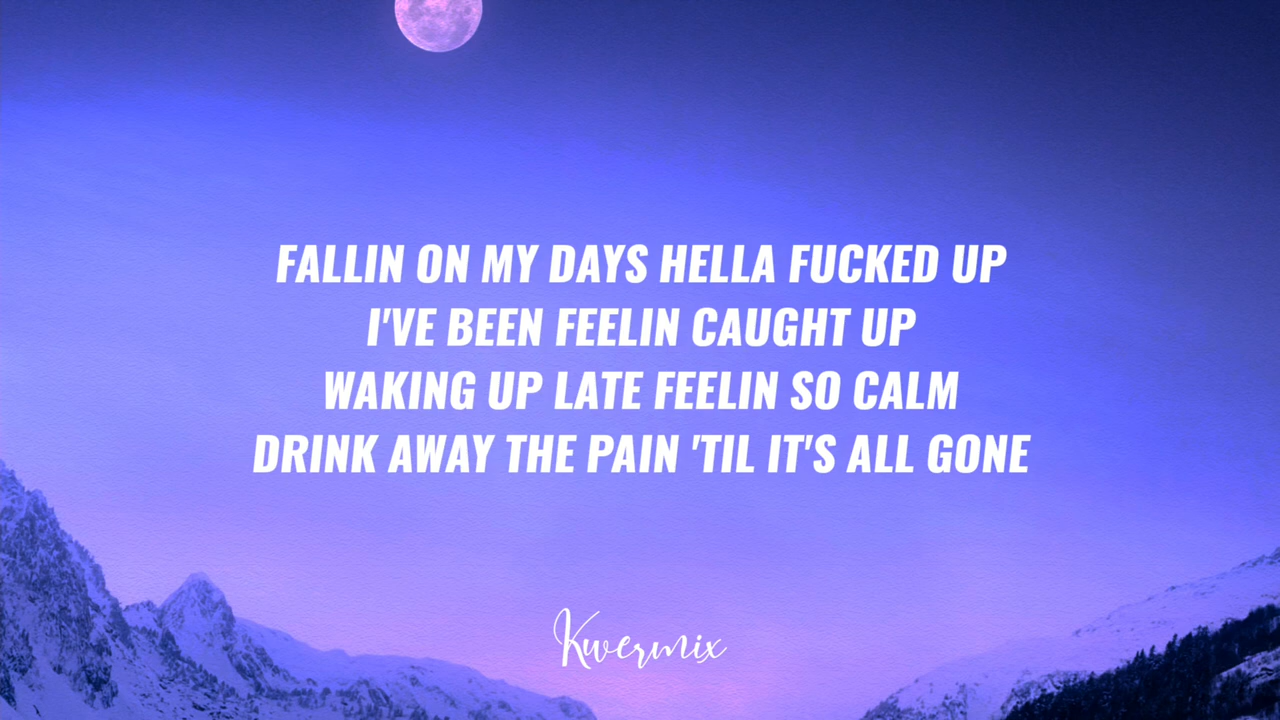 FALLIN ON MY DAYS HELLA FUCKED UP
I'VE BEEN FEELIN CAUGHT UP
WAKING UP LATE FEELIN SO CALM
DRINK AWAY THE PAIN 'TIL IT'S ALL GONE
Kwermix